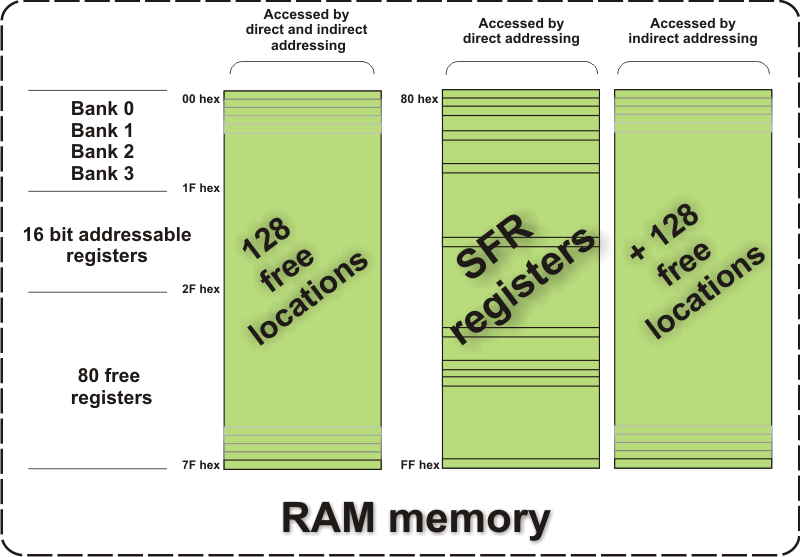 Accessed by
direct and indirect
addressing
Accessed by
direct addressing
Accessed by
indirect addressing
00 hex
80 hex
Bank 0
Bank 1
Bank 2
Bank 3
1F hex
16 bit addressable
registers
2F hex
80 free
registers
7F hex
FF hex
128
free
locations
SFR
registers
+ 128
free
locations
RAM memory